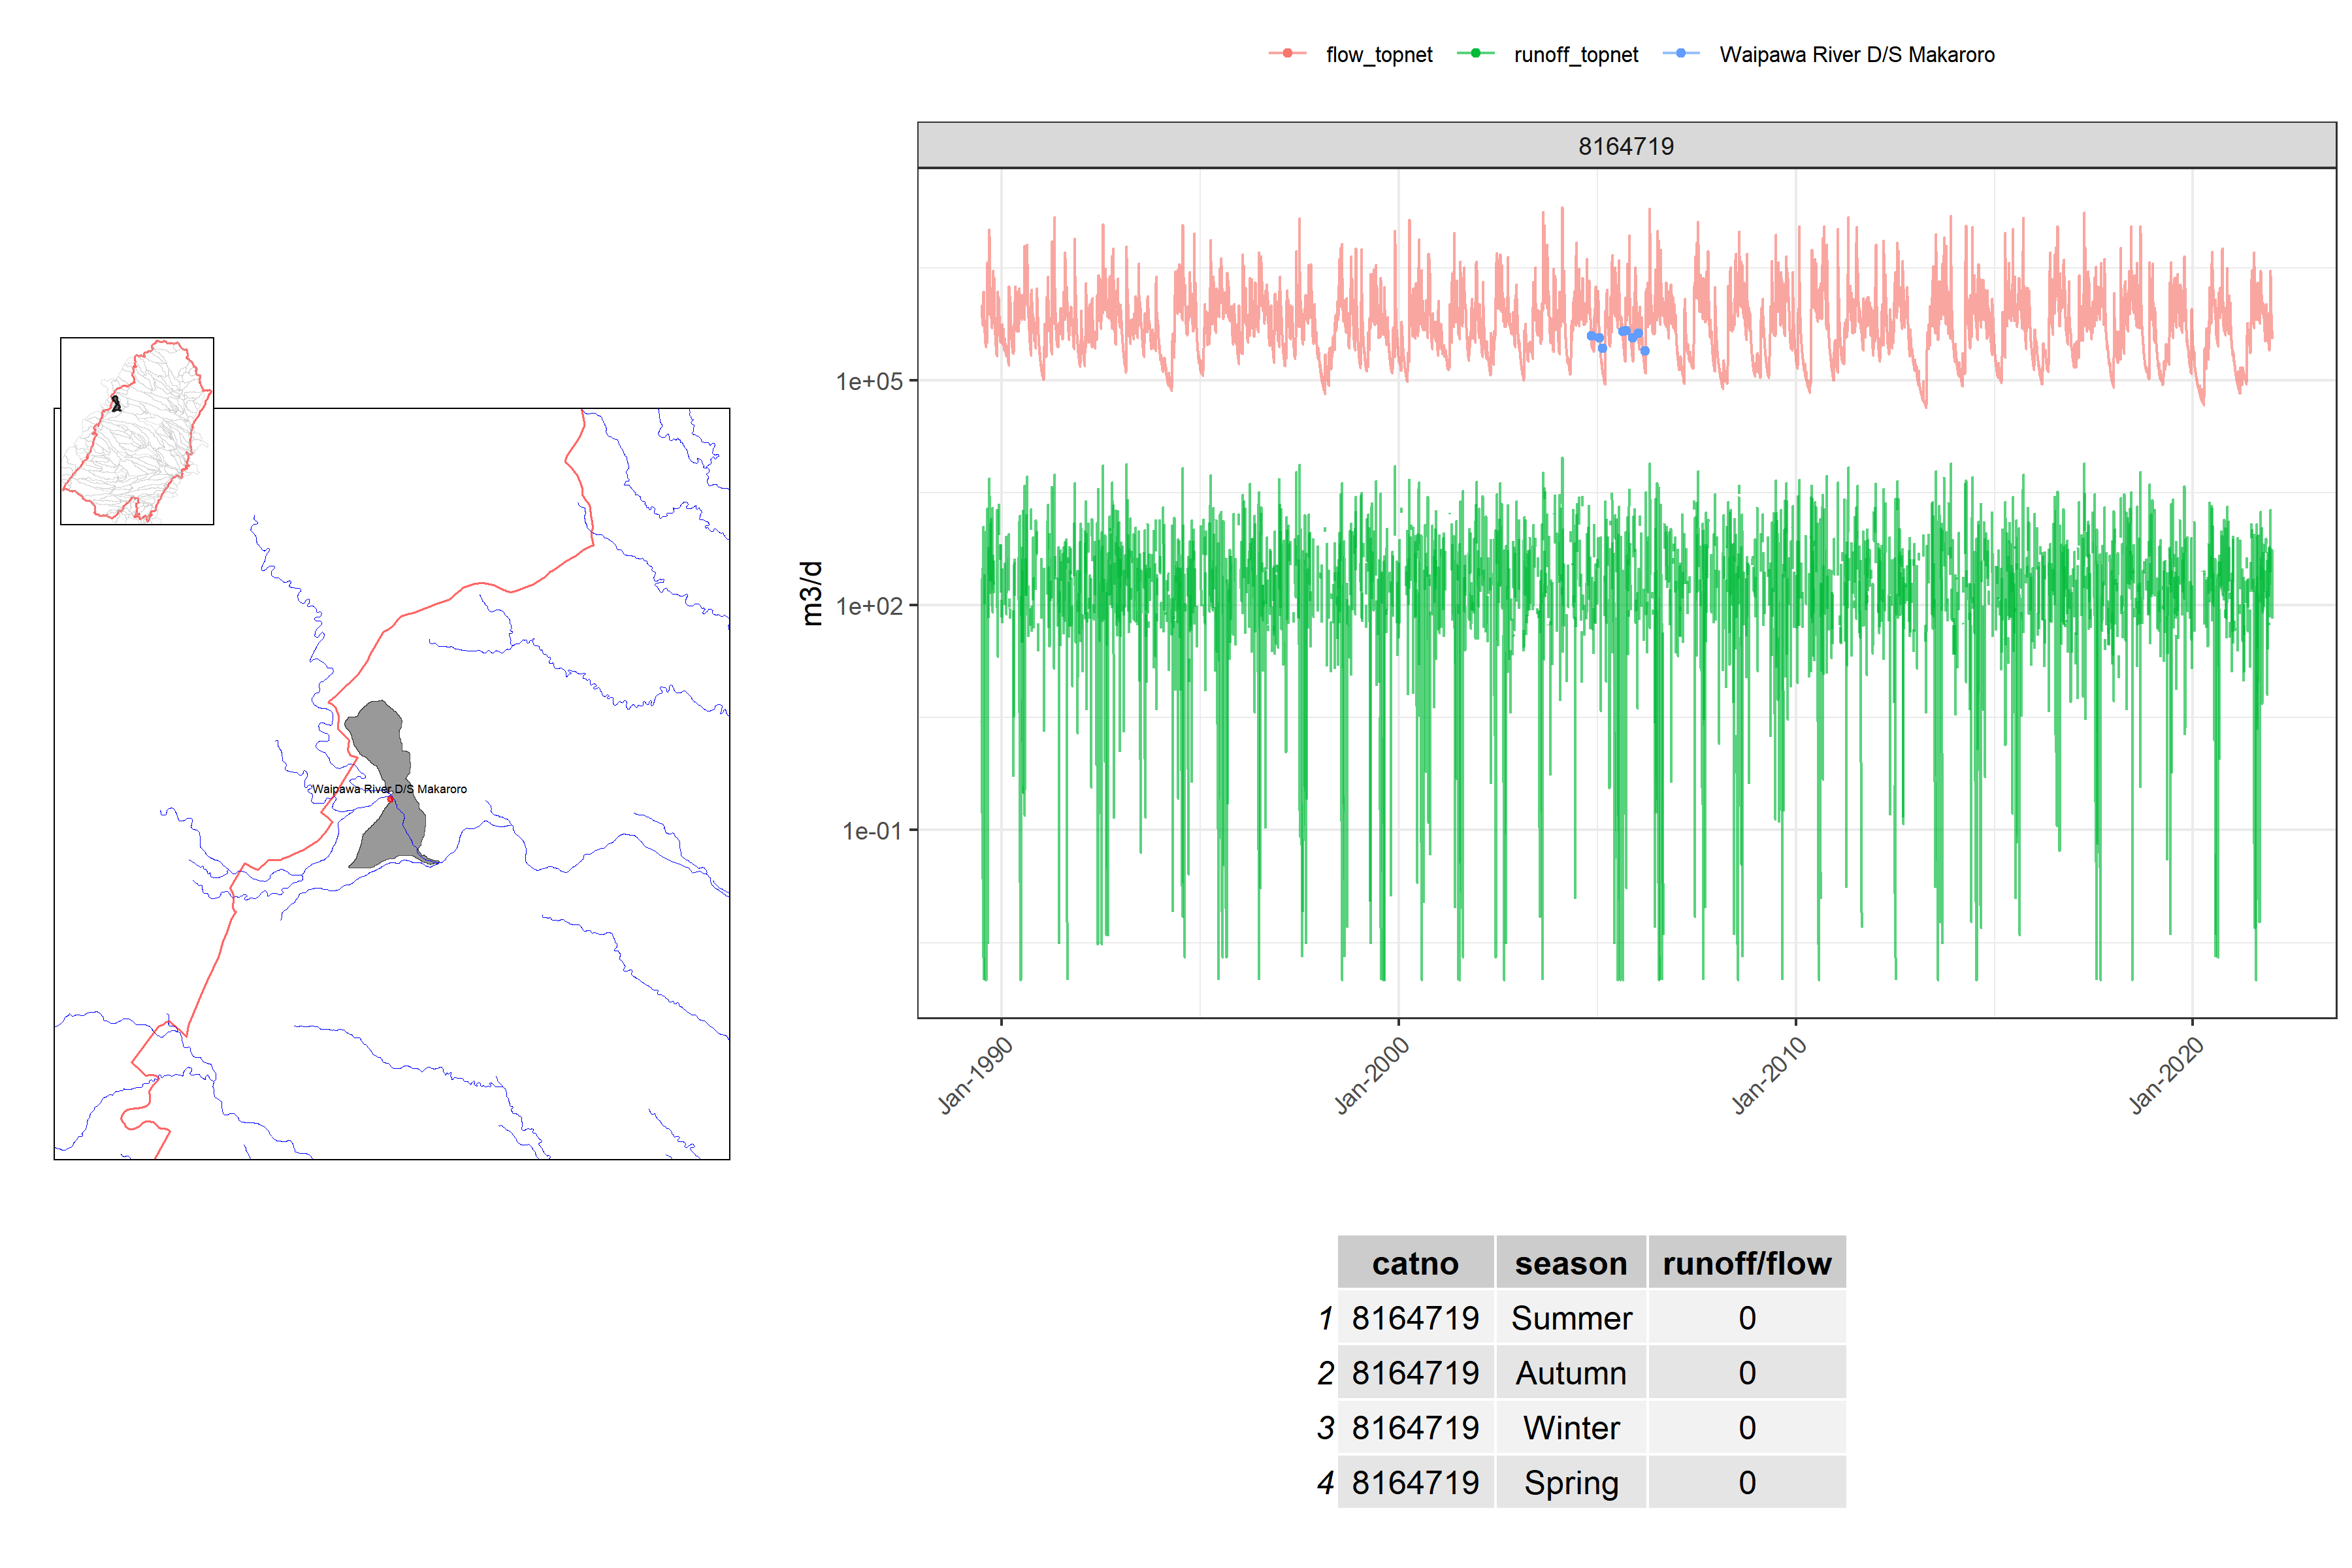 flow_topnet runoff_topnet Waipawa River D/S Makaroro
8164719
m3/d
1e+05
1e+02
1e-01
Jan-1990 Jan-2000 Jan-2010 Jan-2020
Waipawa River D/S Makaroro
catno season runoff/flow
1 8164719 Summer 0
2 8164719 Autumn 0
3 8164719 Winter 0
4 8164719 Spring 0